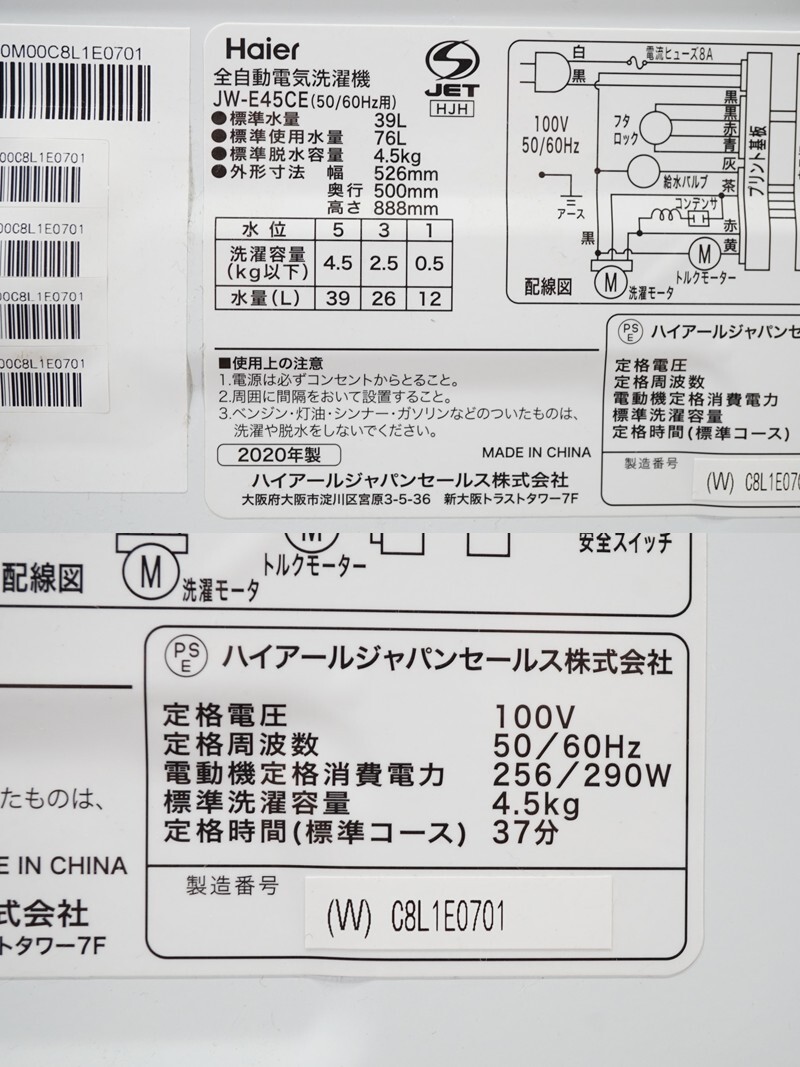 0M00C8L1E0701
00C8L1E0701
00C8L1E0701
00C8L1E0701
00C8L1E0701
Haier
全自動電気洗濯機
JW-E45CE(50/60Hz用)
●標準水量 39L
●標準使用水量 76L
●標準脱水容量 4.5kg
●外形寸法 幅 526mm
奥行 500mm
高さ 888mm
S
JET
HJH
水位 5 3 1
洗濯容量(kg以下) 4.5 2.5 0.5
水量(L) 39 26 12
白
黒
電流ヒューズ8A
100V
50/60Hz
アース
フタ
ロック
黒
黒
赤
青
灰
給水バルブ
茶
コンデンサ
赤
黄
黒
プリント基板
M
トルクモーター
配線図
M
洗濯モータ
■使用上の注意
1.電源は必ずコンセントからとること。
2.周囲に間隔をおいて設置すること。
3.ベンジン・灯油・シンナー・ガソリンなどのついたものは、
洗濯や脱水をしないでください。
2020年製
MADE IN CHINA
ハイアールジャパンセールス株式会社
大阪府大阪市淀川区宮原3-5-36 新大阪トラストタワー7F
PSE
ハイアールジャパンセ
定格電圧
定格周波数
電動機定格消費電力
標準洗濯容量
定格時間(標準コース)
製造番号
(W) C8L1E070
配線図
M
洗濯モータ
M
トルクモーター
安全スイッチ
たものは、
E IN CHINA
式会社
トタワー7F
PSE
ハイアールジャパンセールス株式会社
定格電圧 100V
定格周波数 50/60Hz
電動機定格消費電力 256/290W
標準洗濯容量 4.5kg
定格時間(標準コース) 37分
製造番号
(W) C8L1E0701